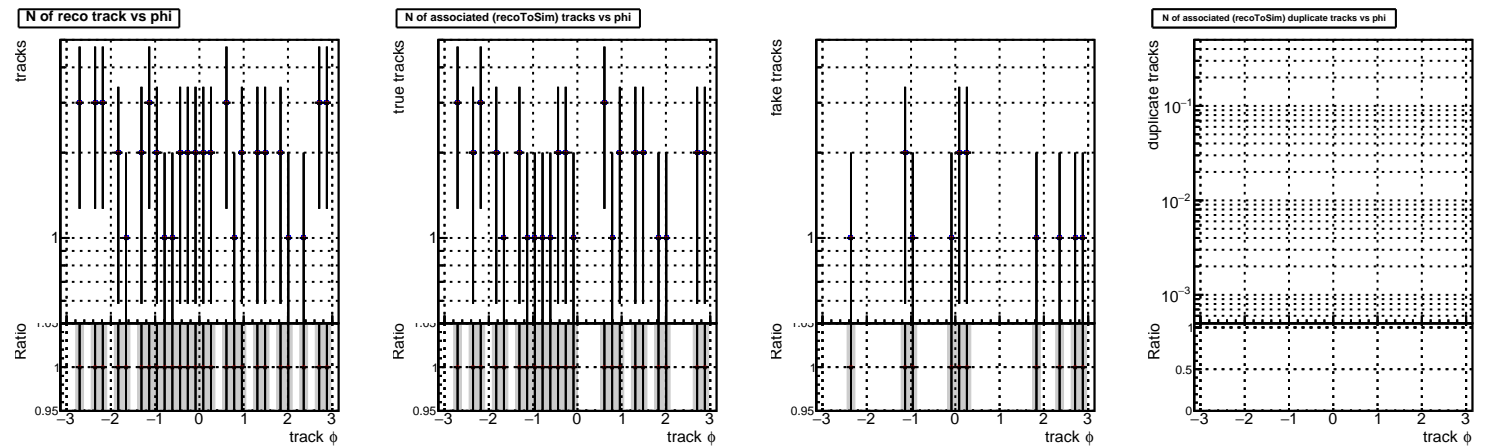 N of reco track vs phi
tracks
1
Ratio
1.05
1
0.95
−3 −2 −1 0 1 2 3
track ϕ
N of associated (recoToSim) tracks vs phi
true tracks
1
Ratio
1.05
1
0.95
−3 −2 −1 0 1 2 3
track ϕ
fake tracks
1
Ratio
1.05
1
0.95
−3 −2 −1 0 1 2 3
track ϕ
N of associated (recoToSim) duplicate tracks vs phi
duplicate tracks
10−1
10−2
10−3
Ratio
1
0.5
0
−3 −2 −1 0 1 2 3
track ϕ